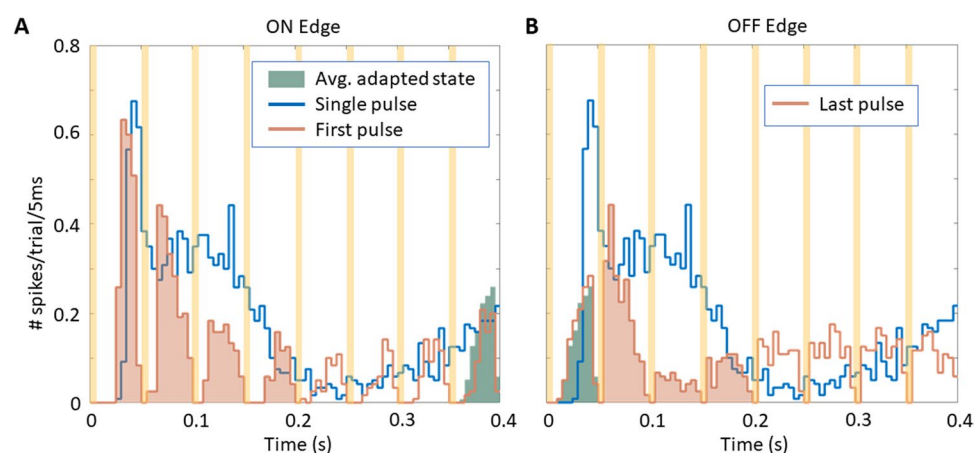 A
ON Edge
B
OFF Edge
0.8
0.6
0.4
0.2
0
# spikes/trial/5ms
Avg. adapted state
Single pulse
First pulse
Last pulse
0 0.1 0.2 0.3 0.4
0 0.1 0.2 0.3 0.4
Time (s)
Time (s)